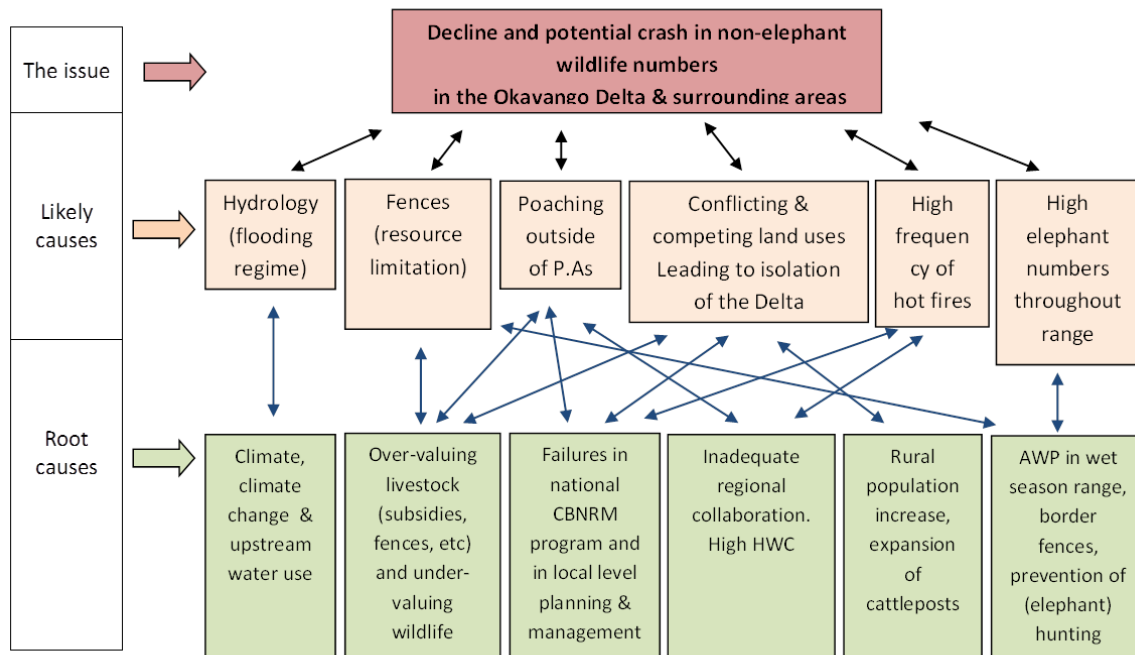 The issue
Decline and potential crash in non-elephant
wildlife numbers
in the Okavango Delta & surrounding areas
Likely
causes
Hydrology
(flooding
regime)
Fences
(resource
limitation)
Poaching
outside
of P.As
Conflicting &
competing land uses
Leading to isolation
of the Delta
High
frequen
cy of
hot fires
High
elephant
numbers
throughout
range
Root
causes
Climate,
climate
change &
upstream
water use
Over-valuing
livestock
(subsidies,
fences, etc)
and under-
valuing
wildlife
Failures in
national
CBNRM
program and
in local level
planning &
management
Inadequate
regional
collaboration.
High HWC
Rural
population
increase,
expansion
of
cattleposts
AWP in wet
season range,
border
fences,
prevention of
(elephant)
hunting